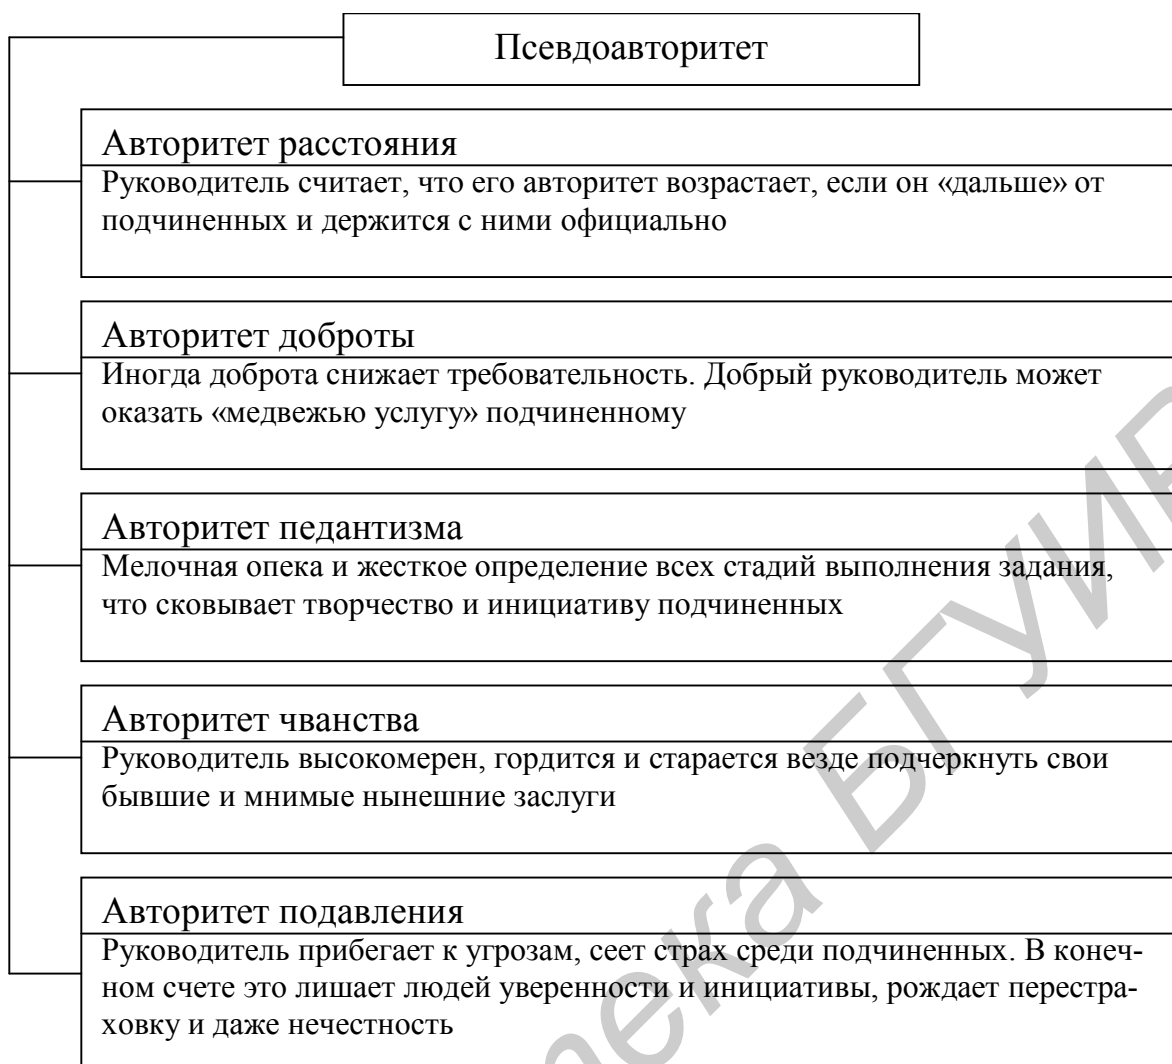 Псевдоавторитет
Авторитет расстояния
Руководитель считает, что его авторитет возрастает, если он «дальше» от
подчиненных и держится с ними официально
Авторитет доброты
Иногда доброта снижает требовательность. Добрый руководитель может
оказать «медвежью услугу» подчиненному
Авторитет педантизма
Мелочная опека и жесткое определение всех стадий выполнения задания,
что сковывает творчество и инициативу подчиненных
Авторитет чванства
Руководитель высокомерен, гордится и старается везде подчеркнуть свои
бывшие и мнимые нынешние заслуги
Авторитет подавления
Руководитель прибегает к угрозам, сеет страх среди подчиненных. В конеч-
ном счете это лишает людей уверенности и инициативы, рождает перестра-
ховку и даже нечестность
тека БГУИР